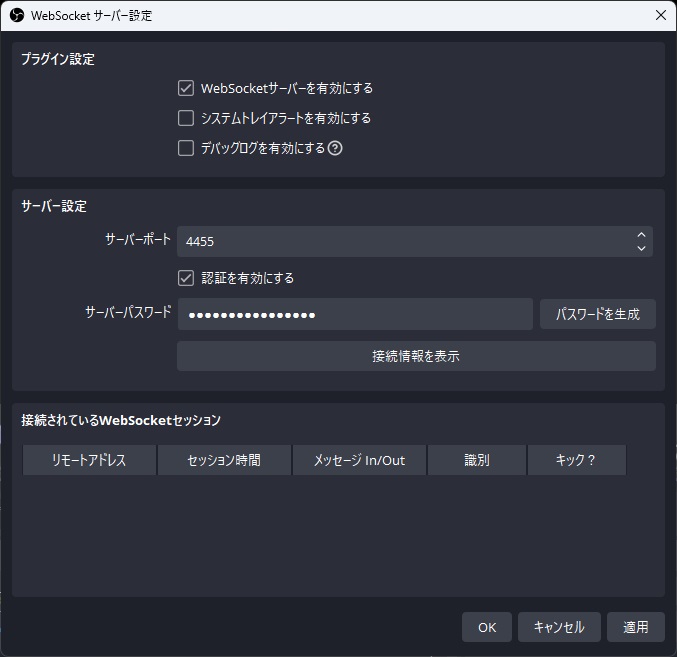 WebSocket サーバー設定
プラグイン設定
WebSocketサーバーを有効にする
システムトレイアラートを有効にする
デバッグログを有効にする
サーバー設定
サーバーポート 4455
認証を有効にする
サーバーパスワード ●●●●●●●●●●●●●●●● パスワードを生成
接続情報を表示
接続されているWebSocketセッション
リモートアドレス セッション時間 メッセージ In/Out 識別 キック？
OK キャンセル 適用